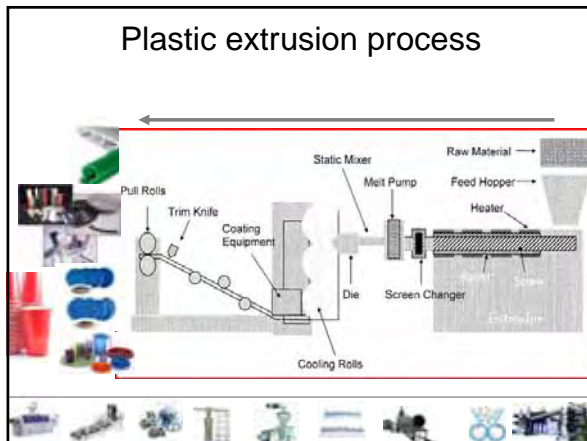 Plastic extrusion process
Raw Material
Static Mixer
Melt Pump
Feed Hopper
Pull Rolls
Heater
Trim Knife
Coating
Equipment
Die
Screen Changer
Barrel
Screw
Extruder
Cooling Rolls